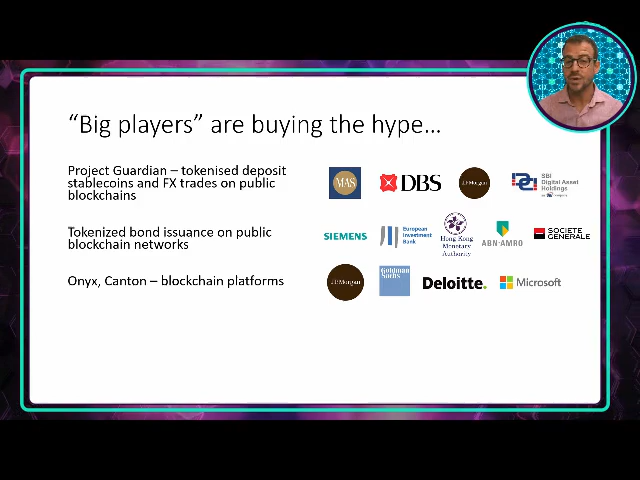 “Big players” are buying the hype…
Project Guardian – tokenised deposit
stablecoins and FX trades on public
blockchains
MAS
DBS
J.P.Morgan
SBI
Digital Asset
Holdings
Tokenized bond issuance on public
blockchain networks
SIEMENS
European
Investment
Bank
Hong Kong
Monetary
Authority
ABN·AMRO
SOCIETE
GENERALE
Onyx, Canton – blockchain platforms
J.P.Morgan
Goldman
Sachs
Deloitte.
Microsoft